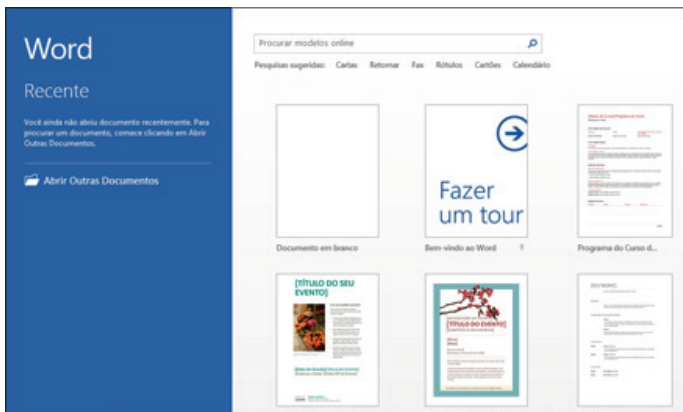 Word
Recente
Você ainda não abriu documento recentemente. Para
procurar um documento, comece clicando em Abrir
Outras Documentos.
Abrir Outras Documentos
Procurar modelos online
Pesquisas sugeridas: Cartas Retornar Fax Rótulos Cartões Calendário
Fazer
um tour
Documento em branco
Bem-vindo ao Word
Programa do Curso d...
[TÍTULO DO SEU
EVENTO]
[TÍTULO DO EVENTO]